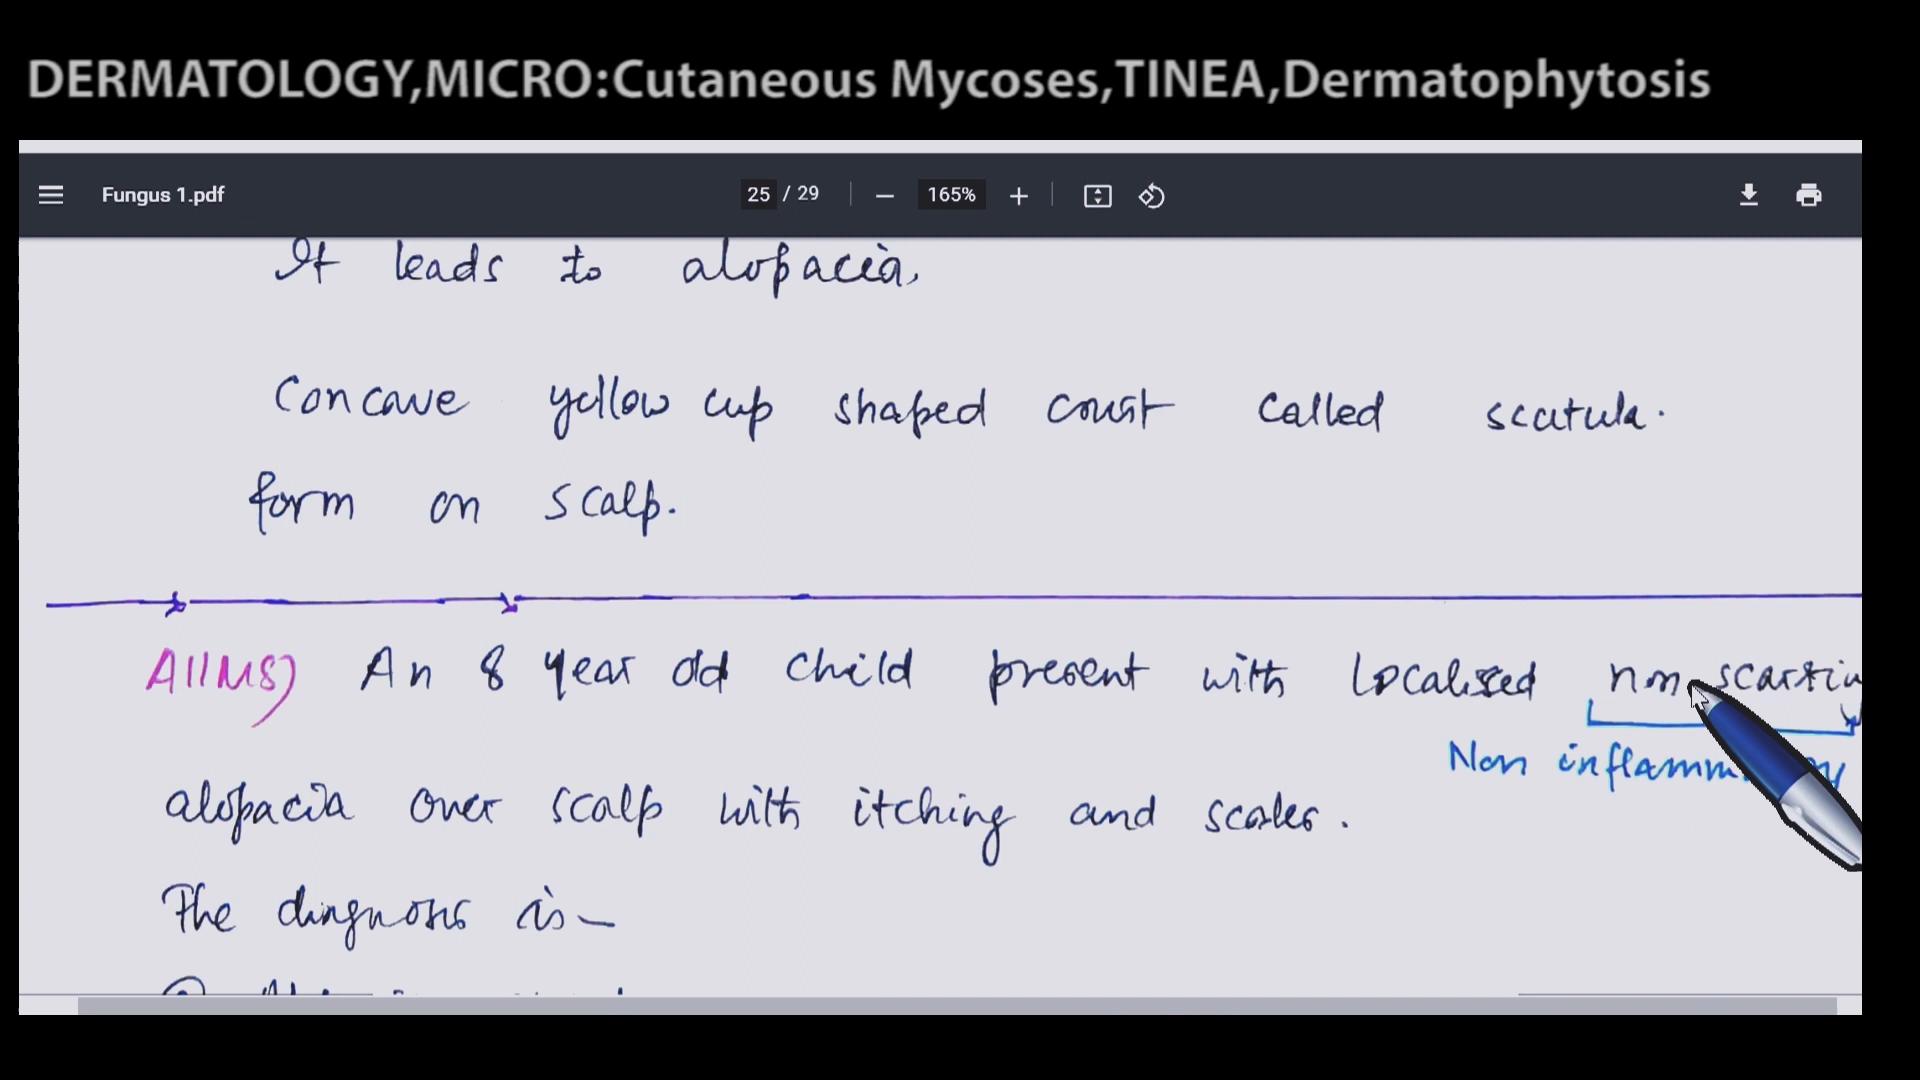 DERMATOLOGY,MICRO:Cutaneous Mycoses,TINEA,Dermatophytosis
Fungus 1.pdf 25 / 29 165%
It leads to alopacia,
Concave yellow cup shaped crust called scutula.
form on scalp.
AIIMS) An 8 year old child present with localised non scarrin
Non inflamm
alopacia over scalp with itching and scales.
The diagnosis is-